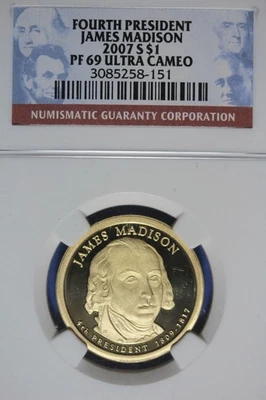 FOURTH PRESIDENT
JAMES MADISON
2007 S $1
PF 69 ULTRA CAMEO
3085258-151
NUMISMATIC GUARANTY CORPORATION
JAMES MADISON
4th PRESIDENT 1809-1817